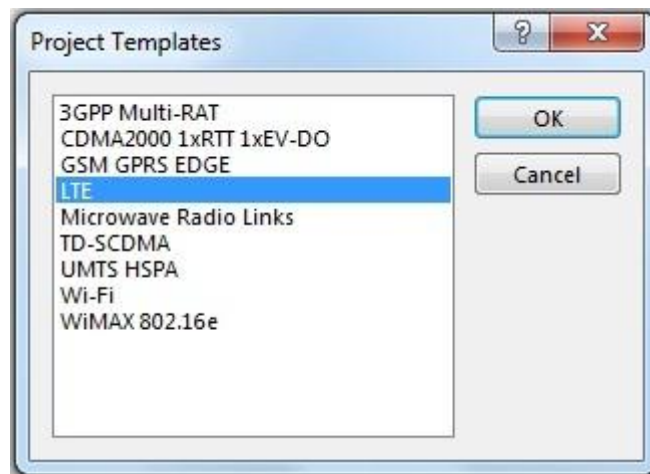 Project Templates
3GPP Multi-RAT
CDMA2000 1xRTT 1xEV-DO
GSM GPRS EDGE
LTE
Microwave Radio Links
TD-SCDMA
UMTS HSPA
Wi-Fi
WiMAX 802.16e
OK
Cancel